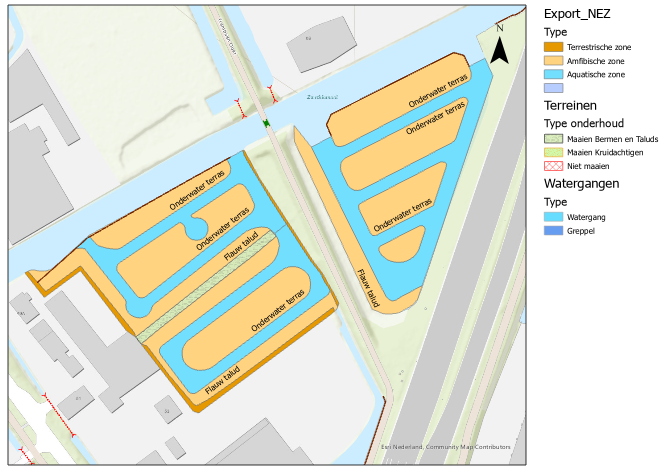 Export_NEZ
Type
Terrestrische zone
Amfibische zone
Aquatische zone
Terreinen
Type onderhoud
Maaien Bermen en Taluds
Maaien Kruidachtigen
Niet maaien
Watergangen
Type
Watergang
Greppel
N
Onderwater terras
Onderwater terras
Onderwater terras
Flauw talud
Onderwater terras
Onderwater terras
Flauw talud
Onderwater terras
Flauw talud
Esri Nederland, Community Map Contributors